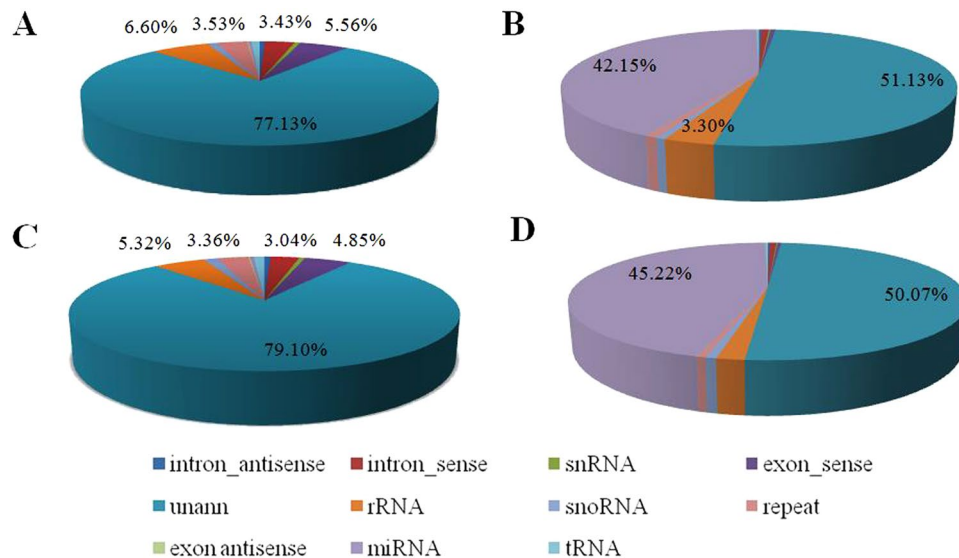 A
6.60% 3.53% 3.43% 5.56%
77.13%
B
42.15%
51.13%
3.30%
C
5.32% 3.36% 3.04% 4.85%
79.10%
D
45.22%
50.07%
intron_antisense intron_sense snRNA exon_sense
unann rRNA snoRNA repeat
exon antisense miRNA tRNA